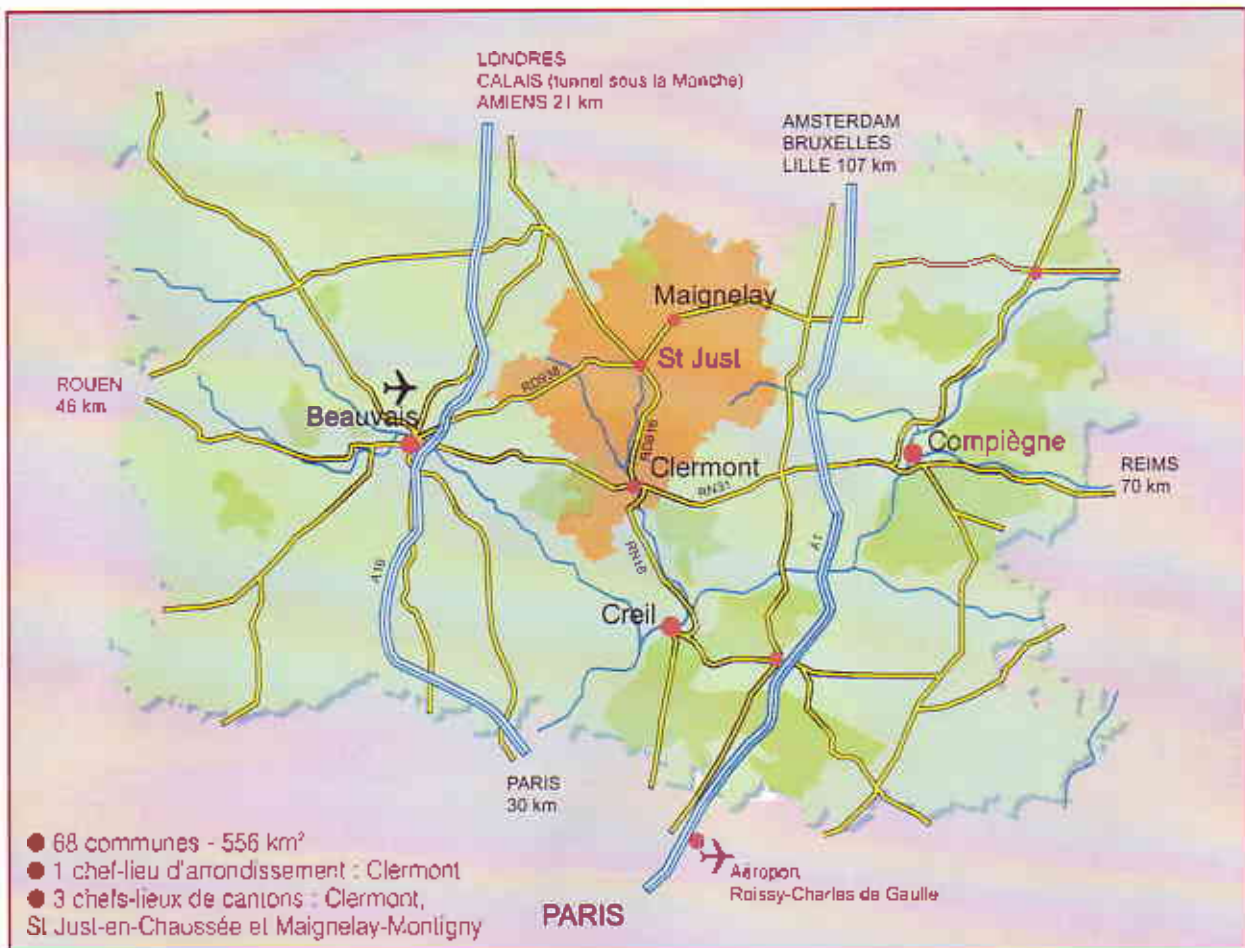 LONDRES
CALAIS (tunnel sous la Manche)
AMIENS 21 km
AMSTERDAM
BRUXELLES
LILLE 107 km
Maignelay
St Just
ROUEN
46 km
RD938
Beauvais
RD916
Compiègne
Clermont
REIMS
70 km
RN31
A16
RN16
A1
Creil
PARIS
30 km
68 communes - 556 km²
1 chef-lieu d'arrondissement : Clermont
3 chefs-lieux de cantons : Clermont,
St Just-en-Chaussée et Maignelay-Montigny
PARIS
Aéroport
Roissy-Charles de Gaulle